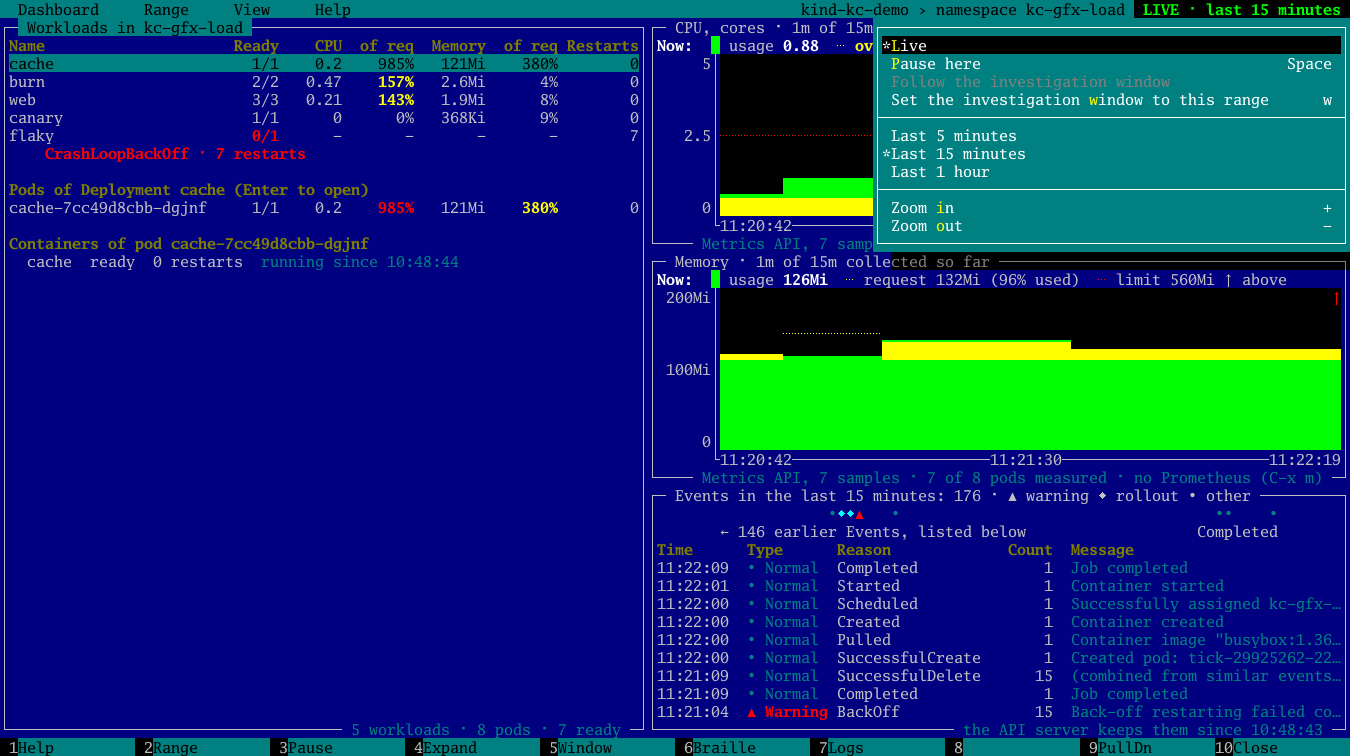 Dashboard Range View Help kind-kc-demo › namespace kc-gfx-load LIVE · last 15 minutes
Workloads in kc-gfx-load
Name Ready CPU of req Memory of req Restarts
cache 1/1 0.2 985% 121Mi 380% 0
burn 2/2 0.47 157% 2.6Mi 4% 0
web 3/3 0.21 143% 1.9Mi 8% 0
canary 1/1 0 0% 368Ki 9% 0
flaky 0/1 – – – – 7
CrashLoopBackOff · 7 restarts
Pods of Deployment cache (Enter to open)
cache-7cc49d8cbb-dgjnf 1/1 0.2 985% 121Mi 380% 0
Containers of pod cache-7cc49d8cbb-dgjnf
cache ready 0 restarts running since 10:48:44
5 workloads · 8 pods · 7 ready
CPU, cores · 1m of 15m
Now: usage 0.88 ┈ ov
5
2.5
0
11:20:42
Metrics API, 7 samp
*Live
Pause here Space
Follow the investigation window
Set the investigation window to this range w
Last 5 minutes
*Last 15 minutes
Last 1 hour
Zoom in +
Zoom out −
Memory · 1m of 15m collected so far
Now: usage 126Mi ┈ request 132Mi (96% used) ┈ limit 560Mi ↑ above
200Mi ↑
100Mi
0
11:20:42 11:21:30 11:22:19
Metrics API, 7 samples · 7 of 8 pods measured · no Prometheus (C-x m)
Events in the last 15 minutes: 176 · ▲ warning ◆ rollout • other
← 146 earlier Events, listed below Completed
Time Type Reason Count Message
11:22:09 • Normal Completed 1 Job completed
11:22:01 • Normal Started 1 Container started
11:22:00 • Normal Scheduled 1 Successfully assigned kc-gfx-…
11:22:00 • Normal Created 1 Container created
11:22:00 • Normal Pulled 1 Container image "busybox:1.36…
11:22:00 • Normal SuccessfulCreate 1 Created pod: tick-29925262-22…
11:21:09 • Normal SuccessfulDelete 15 (combined from similar events…
11:21:09 • Normal Completed 1 Job completed
11:21:04 ▲ Warning BackOff 15 Back-off restarting failed co…
the API server keeps them since 10:48:43
1Help 2Range 3Pause 4Expand 5Window 6Braille 7Logs 8 9PullDn 10Close